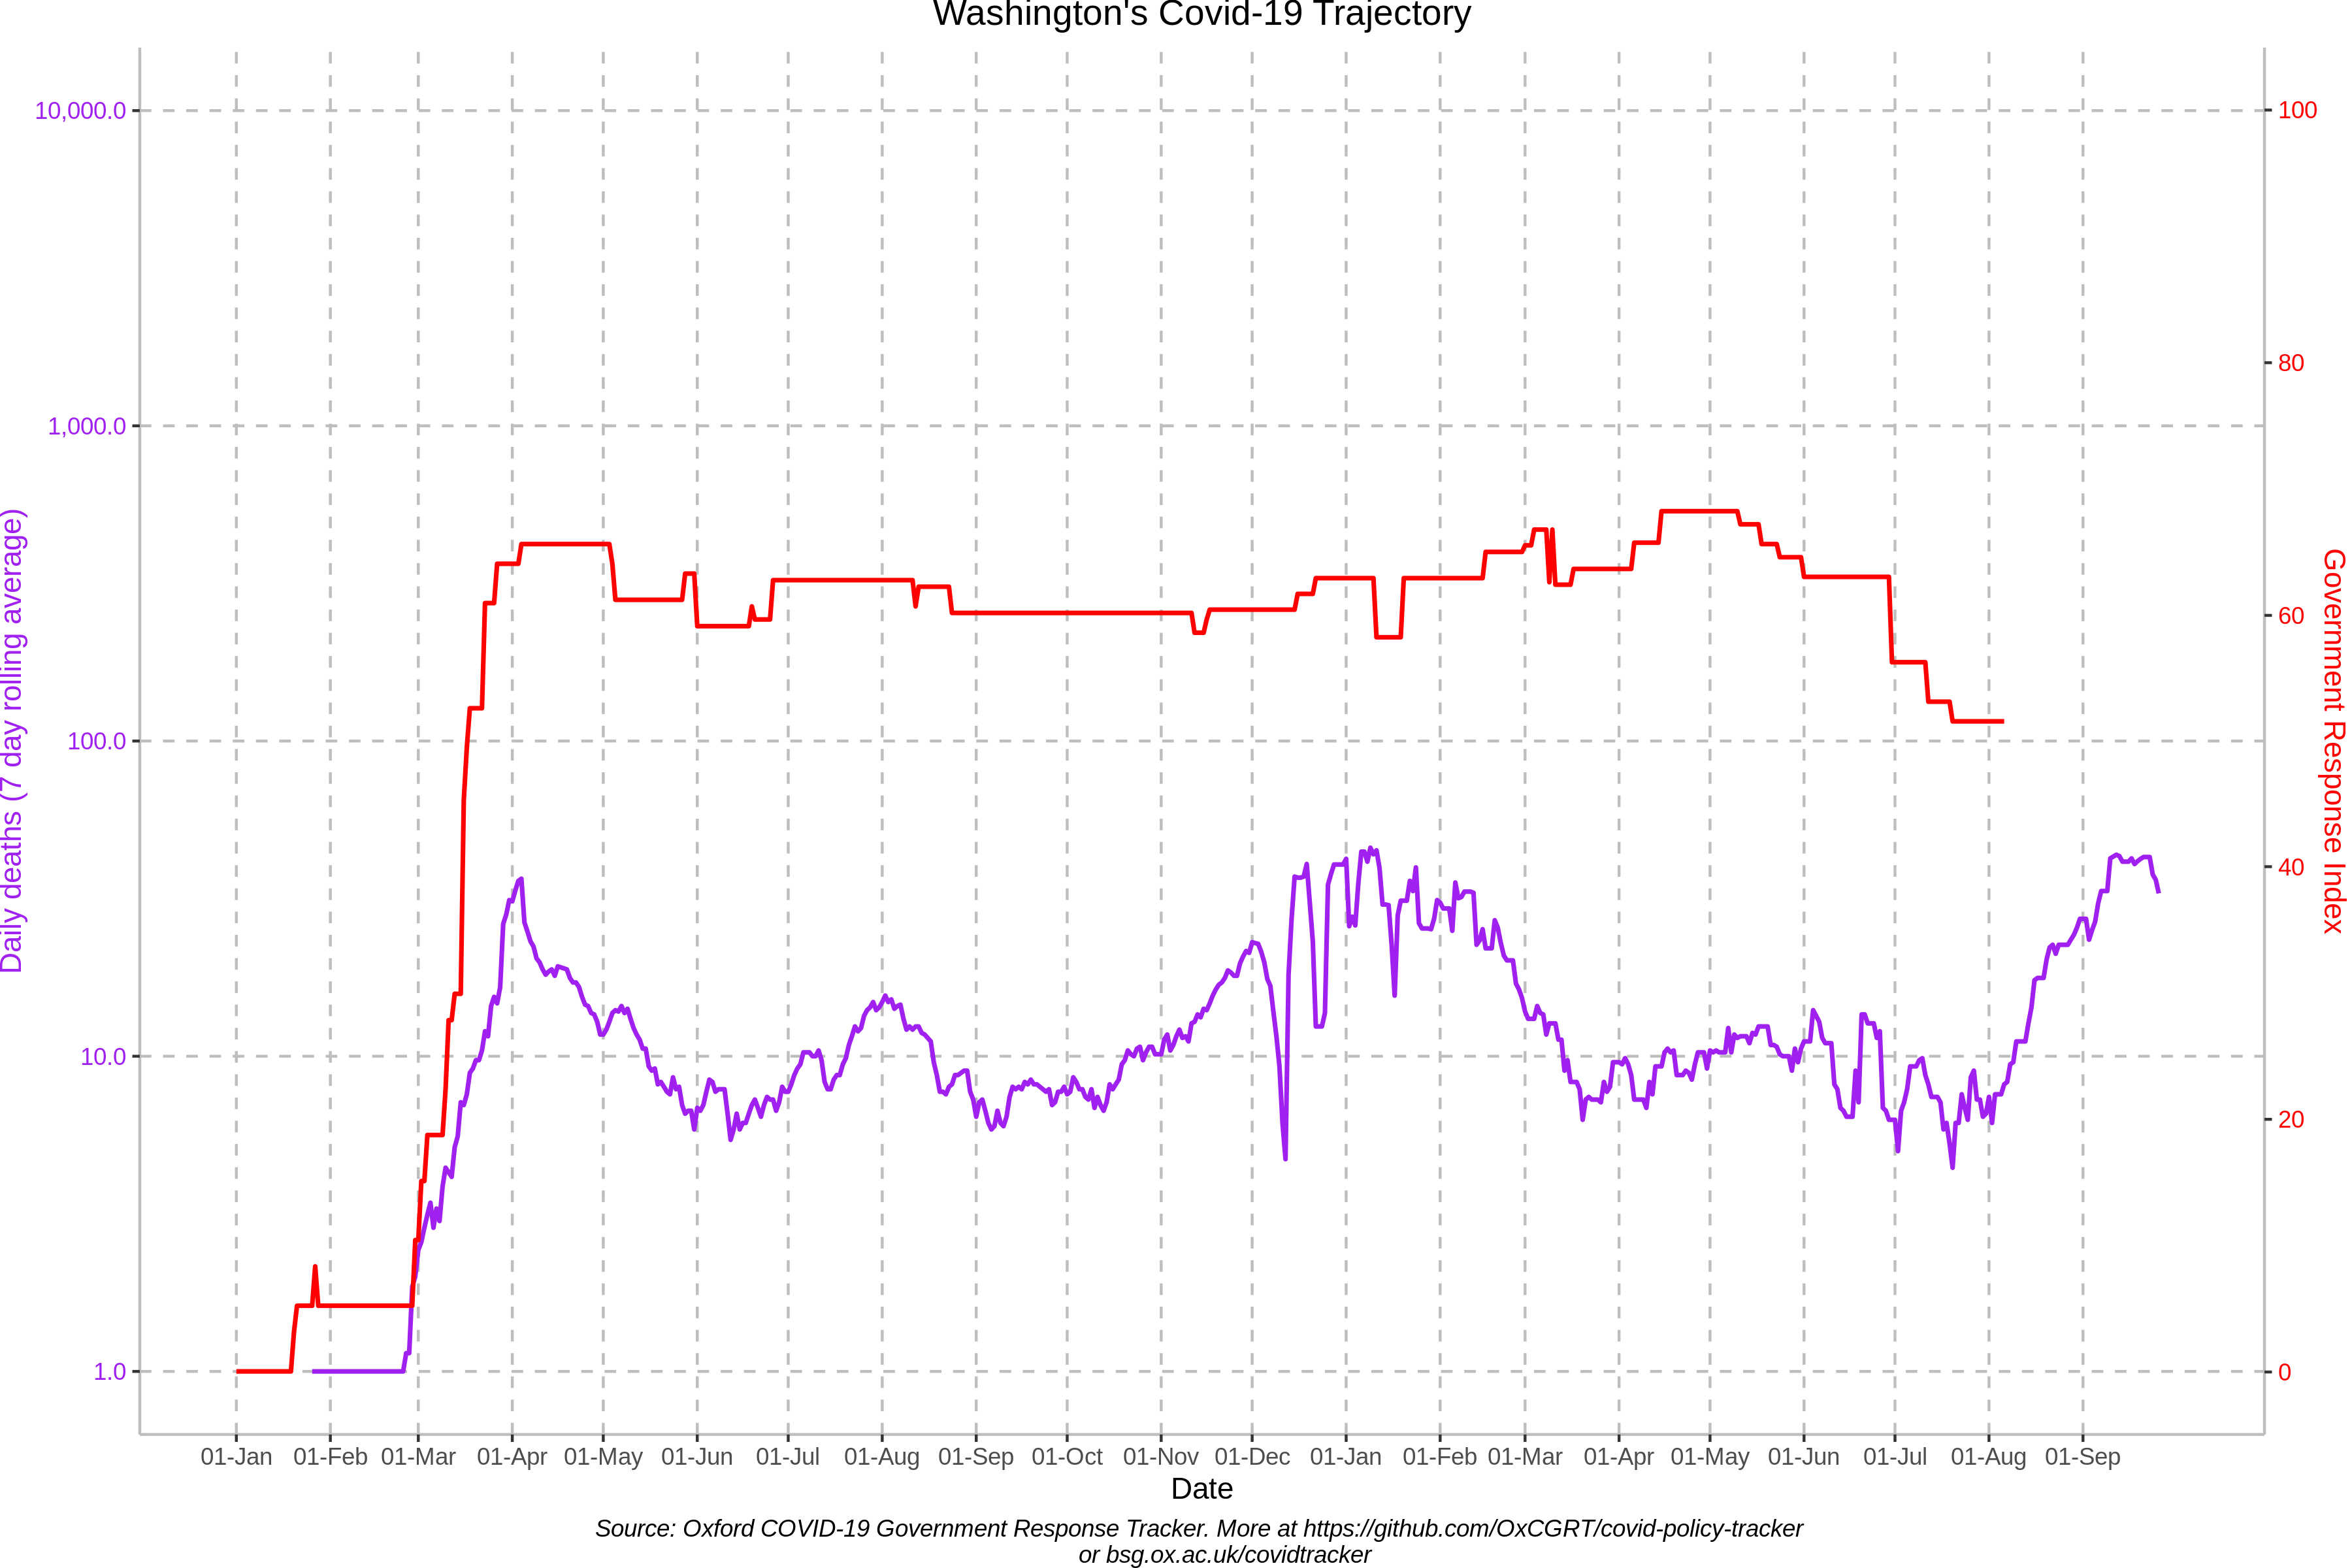 Washington's Covid-19 Trajectory
10,000.0
1,000.0
100.0
10.0
1.0
Daily deaths (7 day rolling average)
100
80
60
40
20
0
Government Response Index
01-Jan 01-Feb 01-Mar 01-Apr 01-May 01-Jun 01-Jul 01-Aug 01-Sep 01-Oct 01-Nov 01-Dec 01-Jan 01-Feb 01-Mar 01-Apr 01-May 01-Jun 01-Jul 01-Aug 01-Sep
Date
Source: Oxford COVID-19 Government Response Tracker. More at https://github.com/OxCGRT/covid-policy-tracker
or bsg.ox.ac.uk/covidtracker